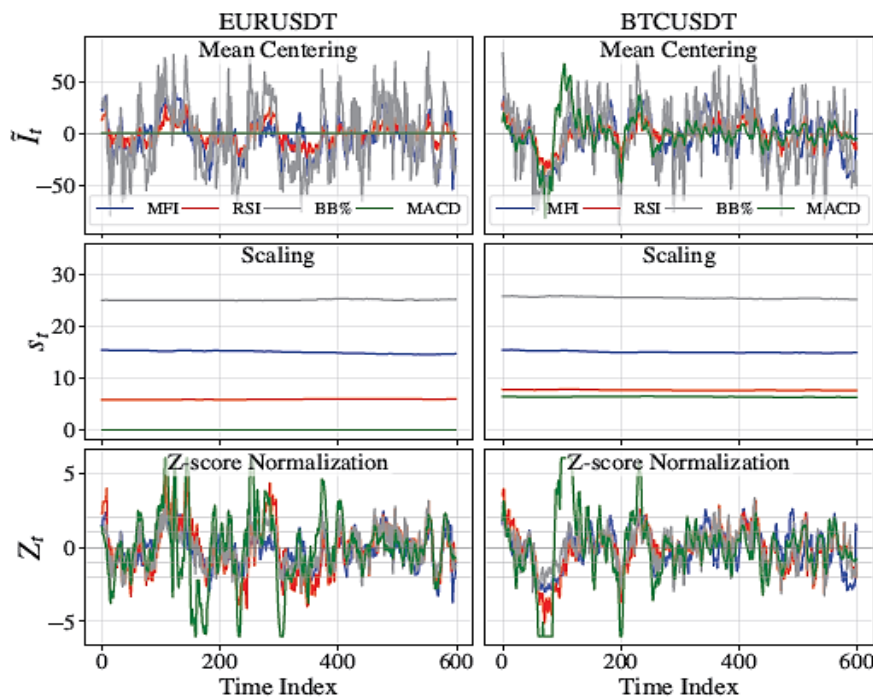 EURUSDT BTCUSDT
Mean Centering Mean Centering
50
0
−50
Ĩt
MFI RSI BB% MACD MFI RSI BB% MACD
Scaling Scaling
30
20
10
0
st
Z-score Normalization Z-score Normalization
5
0
−5
Zt
0 200 400 600 0 200 400 600
Time Index Time Index